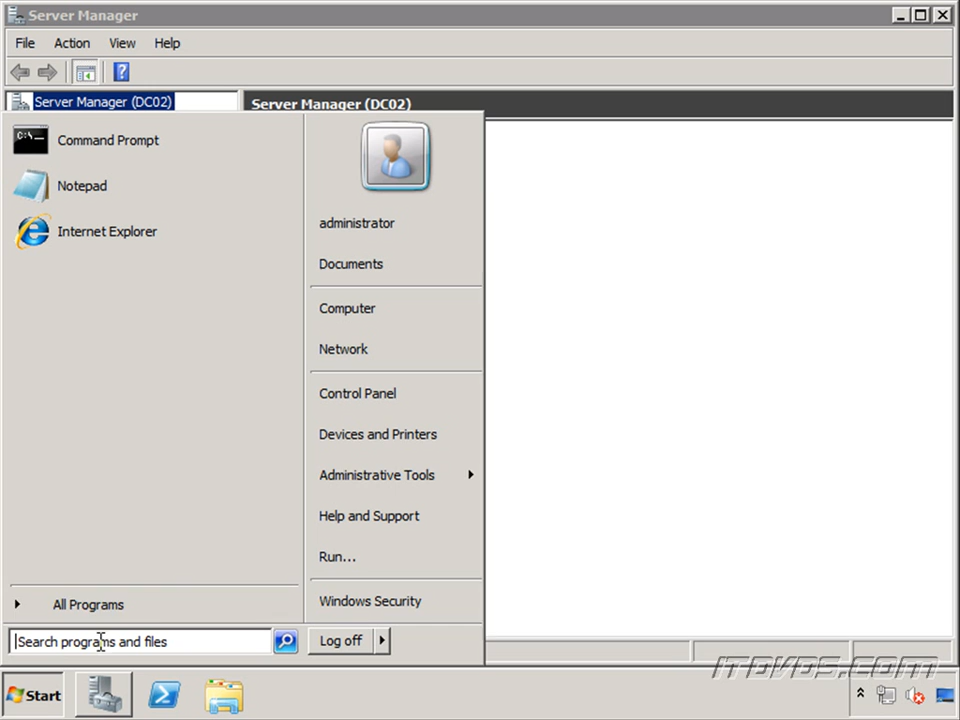 Server Manager
File Action View Help
Server Manager (DC02)
Server Manager (DC02)
C:\_
Command Prompt
Notepad
Internet Explorer
administrator
Documents
Computer
Network
Control Panel
Devices and Printers
Administrative Tools
Help and Support
Run...
Windows Security
All Programs
Search programs and files
Log off
Start
ITDVDS.COM